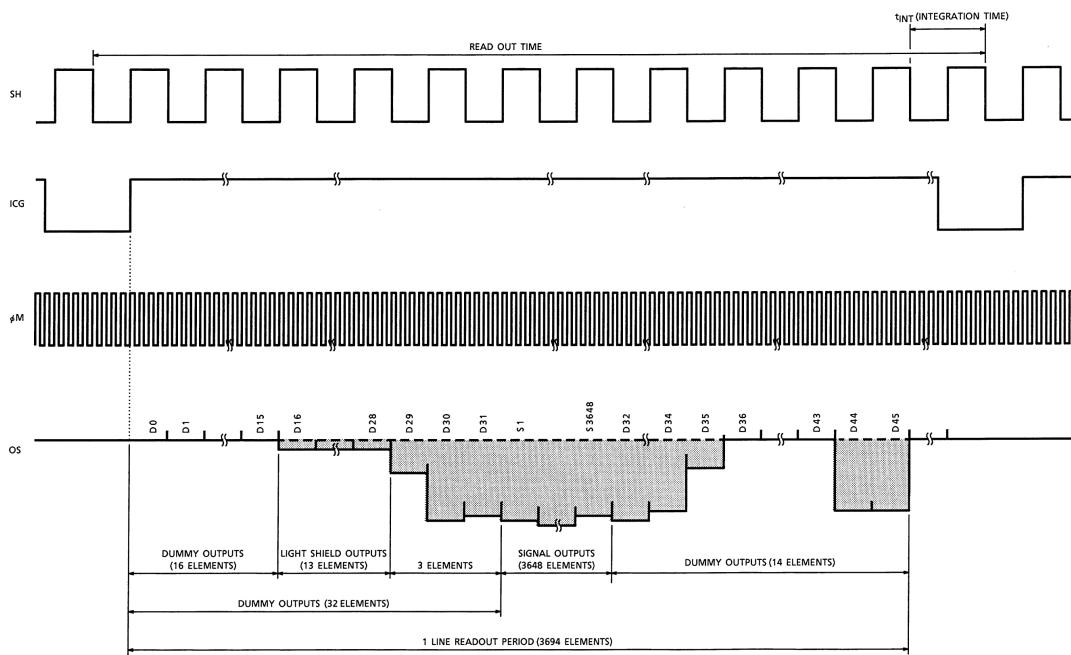 tINT (INTEGRATION TIME)
READ OUT TIME
SH
ICG
φM
OS
D0
D1
D15
D16
D28
D29
D30
D31
S1
S3648
D32
D34
D35
D36
D43
D44
D45
DUMMY OUTPUTS
(16 ELEMENTS)
LIGHT SHIELD OUTPUTS
(13 ELEMENTS)
3 ELEMENTS
SIGNAL OUTPUTS
(3648 ELEMENTS)
DUMMY OUTPUTS (14 ELEMENTS)
DUMMY OUTPUTS (32 ELEMENTS)
1 LINE READOUT PERIOD (3694 ELEMENTS)